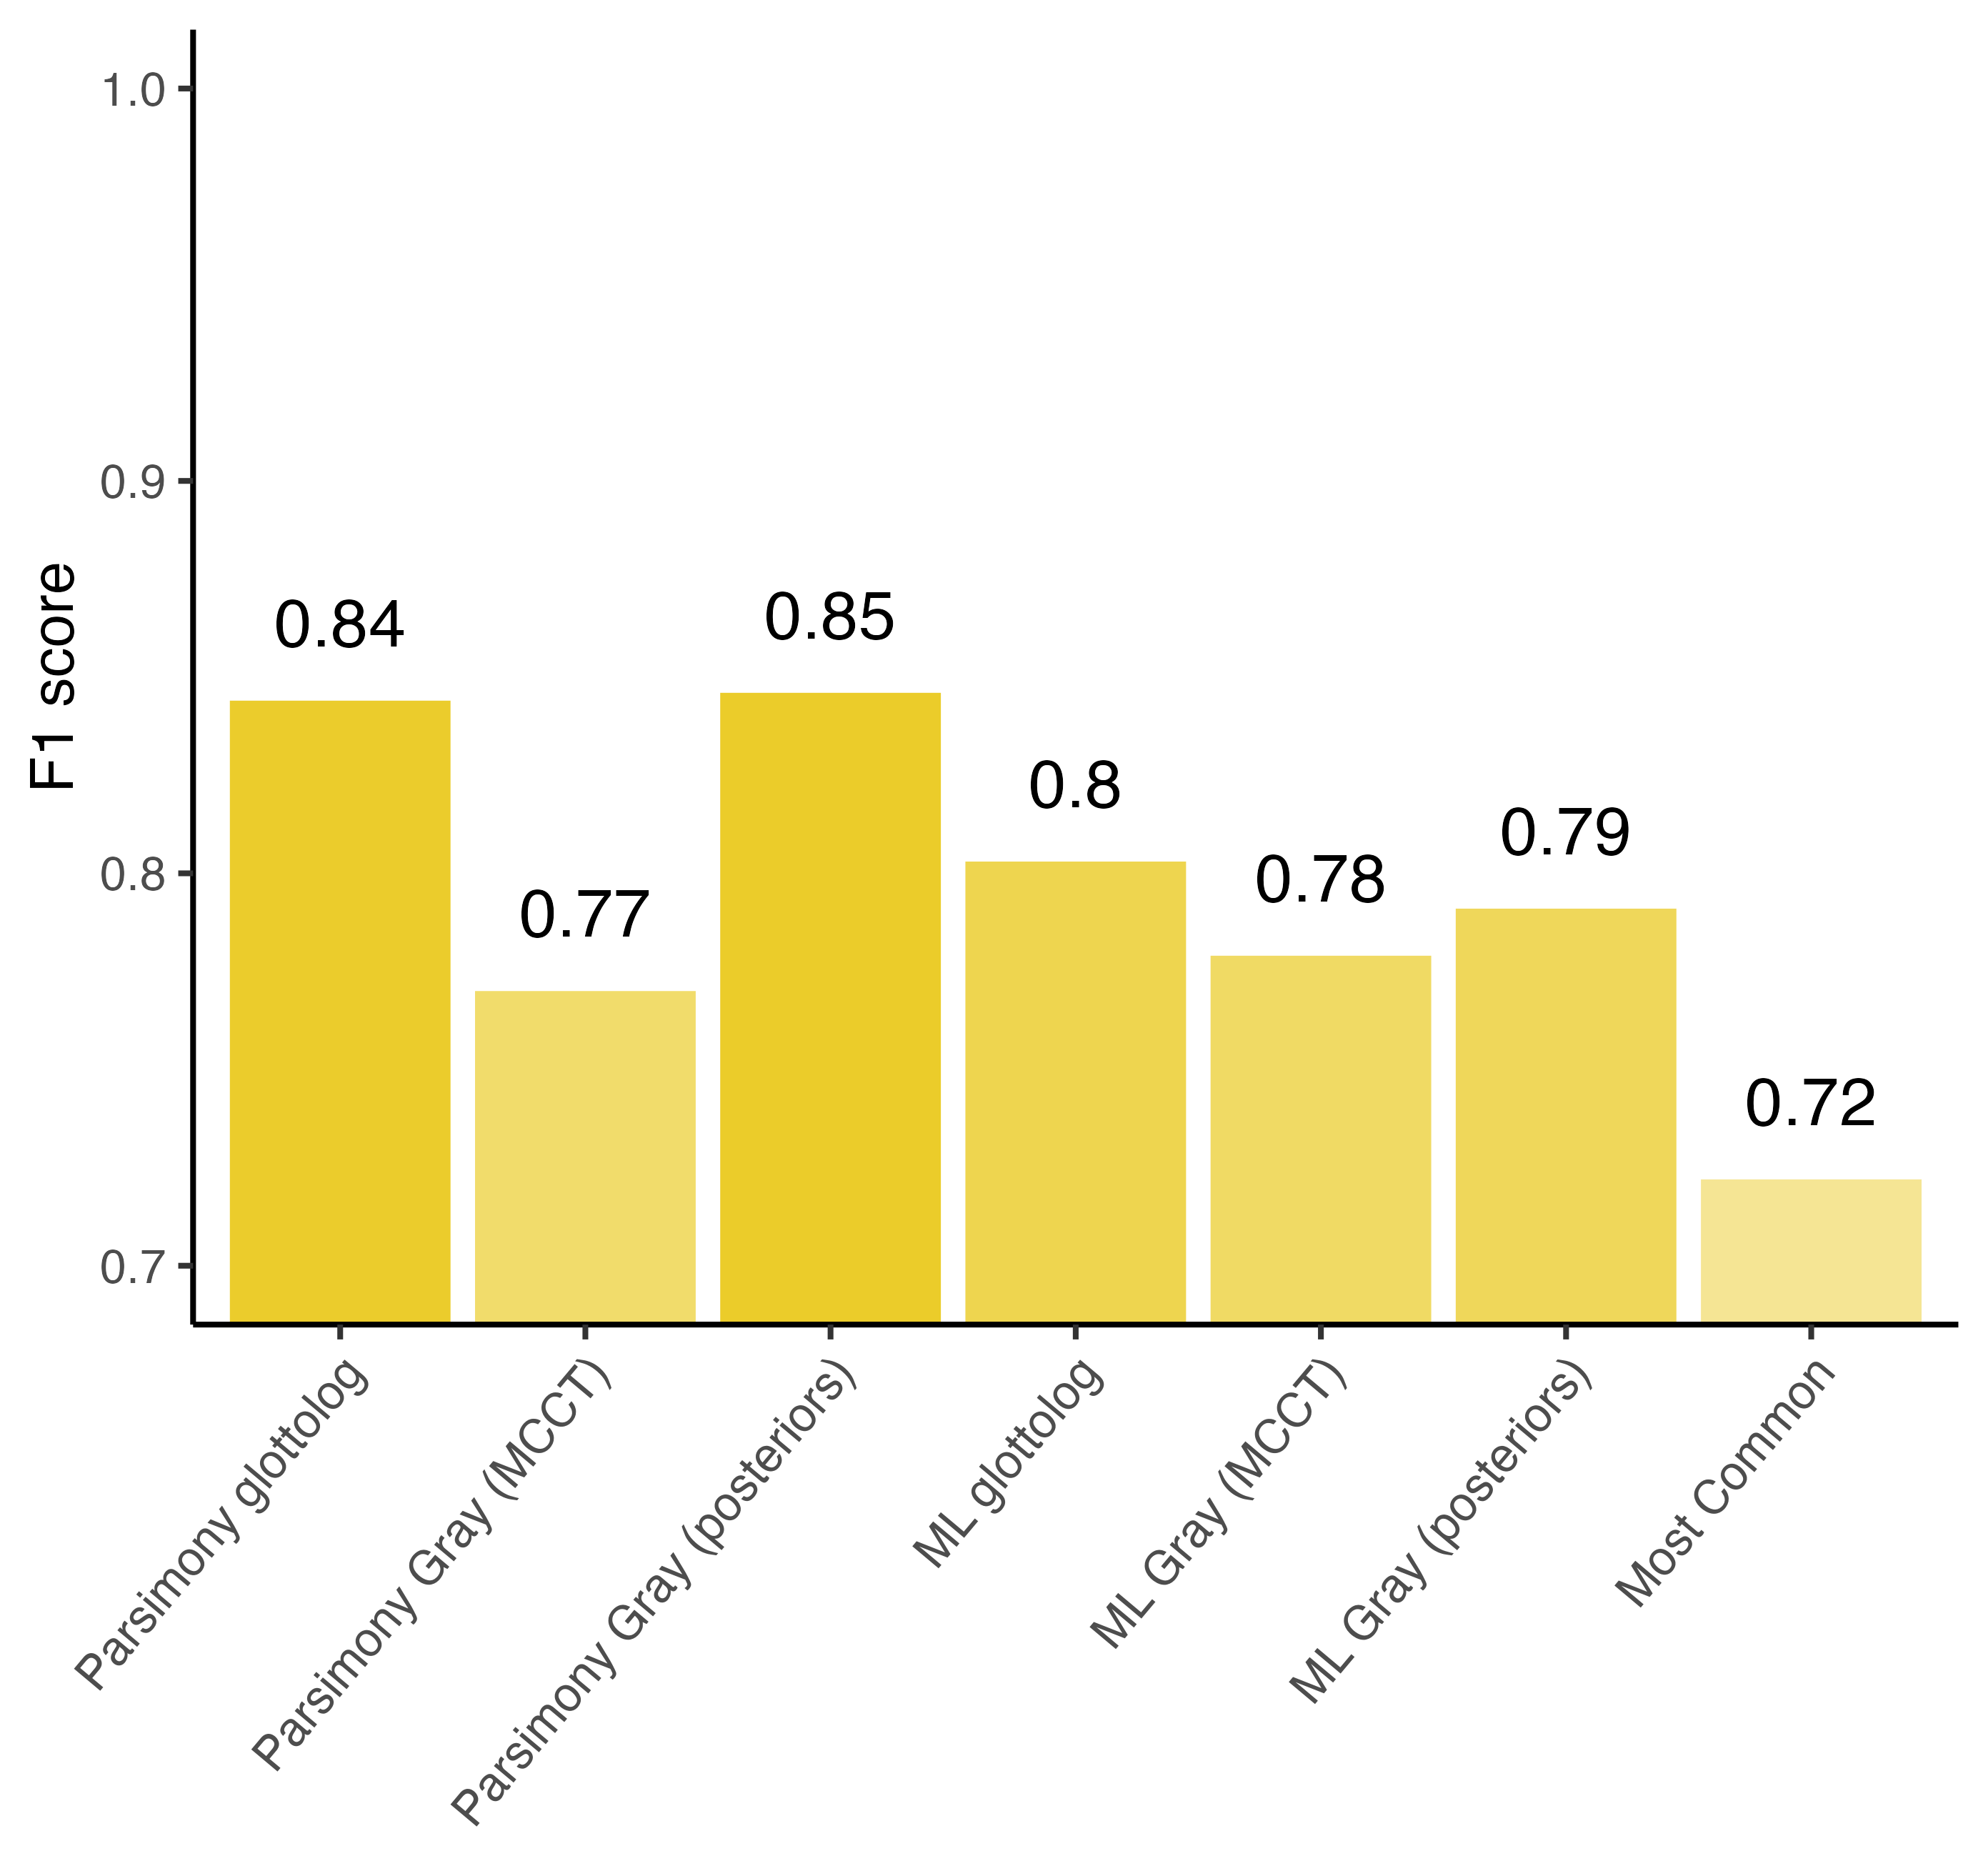 F1 score
1.0
0.9
0.8
0.7
0.84
0.77
0.85
0.8
0.78
0.79
0.72
Parsimony glottolog
Parsimony Gray (MCCT)
Parsimony Gray (posteriors)
ML glottolog
ML Gray (MCCT)
ML Gray (posteriors)
Most Common